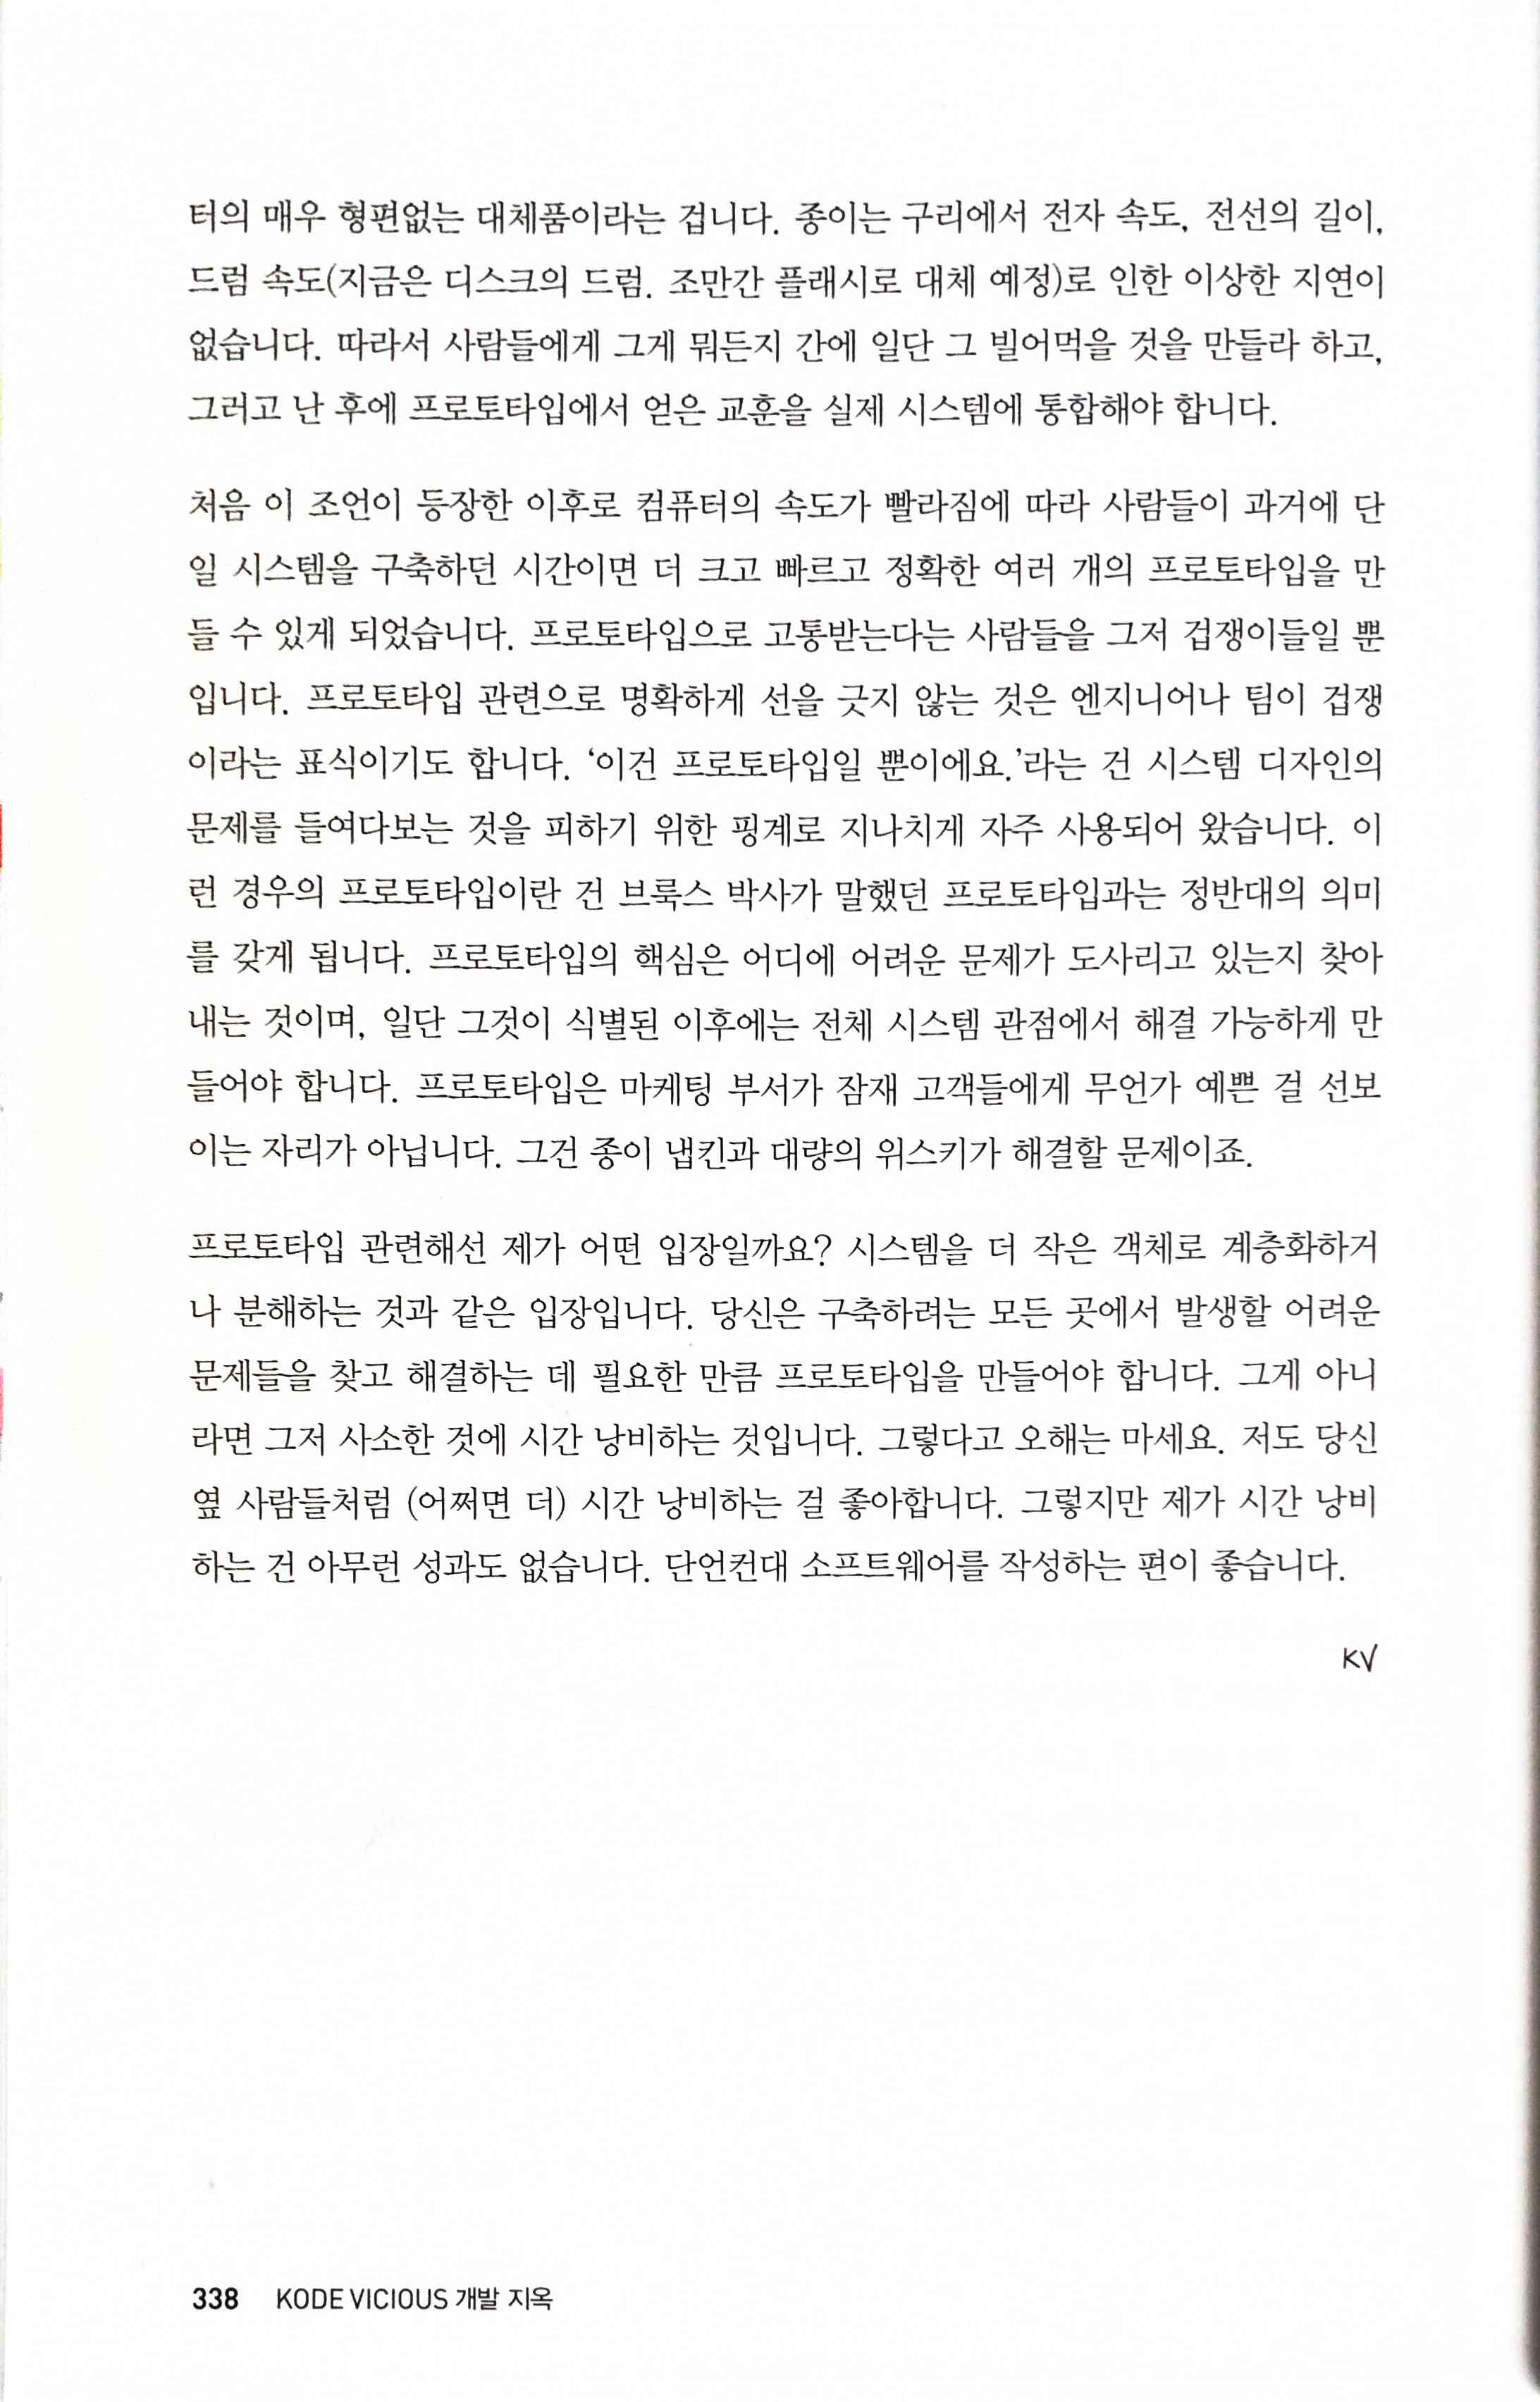 터의 매우 형편없는 대체품이라는 겁니다. 종이는 구리에서 전자 속도, 전선의 길이,
드럼 속도(지금은 디스크의 드럼. 조만간 플래시로 대체 예정)로 인한 이상한 지연이
없습니다. 따라서 사람들에게 그게 뭐든지 간에 일단 그 빌어먹을 것을 만들라 하고,
그러고 난 후에 프로토타입에서 얻은 교훈을 실제 시스템에 통합해야 합니다.
처음 이 조언이 등장한 이후로 컴퓨터의 속도가 빨라짐에 따라 사람들이 과거에 단
일 시스템을 구축하던 시간이면 더 크고 빠르고 정확한 여러 개의 프로토타입을 만
들 수 있게 되었습니다. 프로토타입으로 고통받는다는 사람들을 그저 겁쟁이들일 뿐
입니다. 프로토타입 관련으로 명확하게 선을 긋지 않는 것은 엔지니어나 팀이 겁쟁
이라는 표식이기도 합니다. ‘이건 프로토타입일 뿐이에요.’라는 건 시스템 디자인의
문제를 들여다보는 것을 피하기 위한 핑계로 지나치게 자주 사용되어 왔습니다. 이
런 경우의 프로토타입이란 건 브룩스 박사가 말했던 프로토타입과는 정반대의 의미
를 갖게 됩니다. 프로토타입의 핵심은 어디에 어려운 문제가 도사리고 있는지 찾아
내는 것이며, 일단 그것이 식별된 이후에는 전체 시스템 관점에서 해결 가능하게 만
들어야 합니다. 프로토타입은 마케팅 부서가 잠재 고객들에게 무언가 예쁜 걸 선보
이는 자리가 아닙니다. 그건 종이 냅킨과 대량의 위스키가 해결할 문제이죠.
프로토타입 관련해선 제가 어떤 입장일까요? 시스템을 더 작은 객체로 계층화하거
나 분해하는 것과 같은 입장입니다. 당신은 구축하려는 모든 곳에서 발생할 어려운
문제들을 찾고 해결하는 데 필요한 만큼 프로토타입을 만들어야 합니다. 그게 아니
라면 그저 사소한 것에 시간 낭비하는 것입니다. 그렇다고 오해는 마세요. 저도 당신
옆 사람들처럼 (어쩌면 더) 시간 낭비하는 걸 좋아합니다. 그렇지만 제가 시간 낭비
하는 건 아무런 성과도 없습니다. 단언컨대 소프트웨어를 작성하는 편이 좋습니다.
KV
338 KODE VICIOUS 개발 지옥